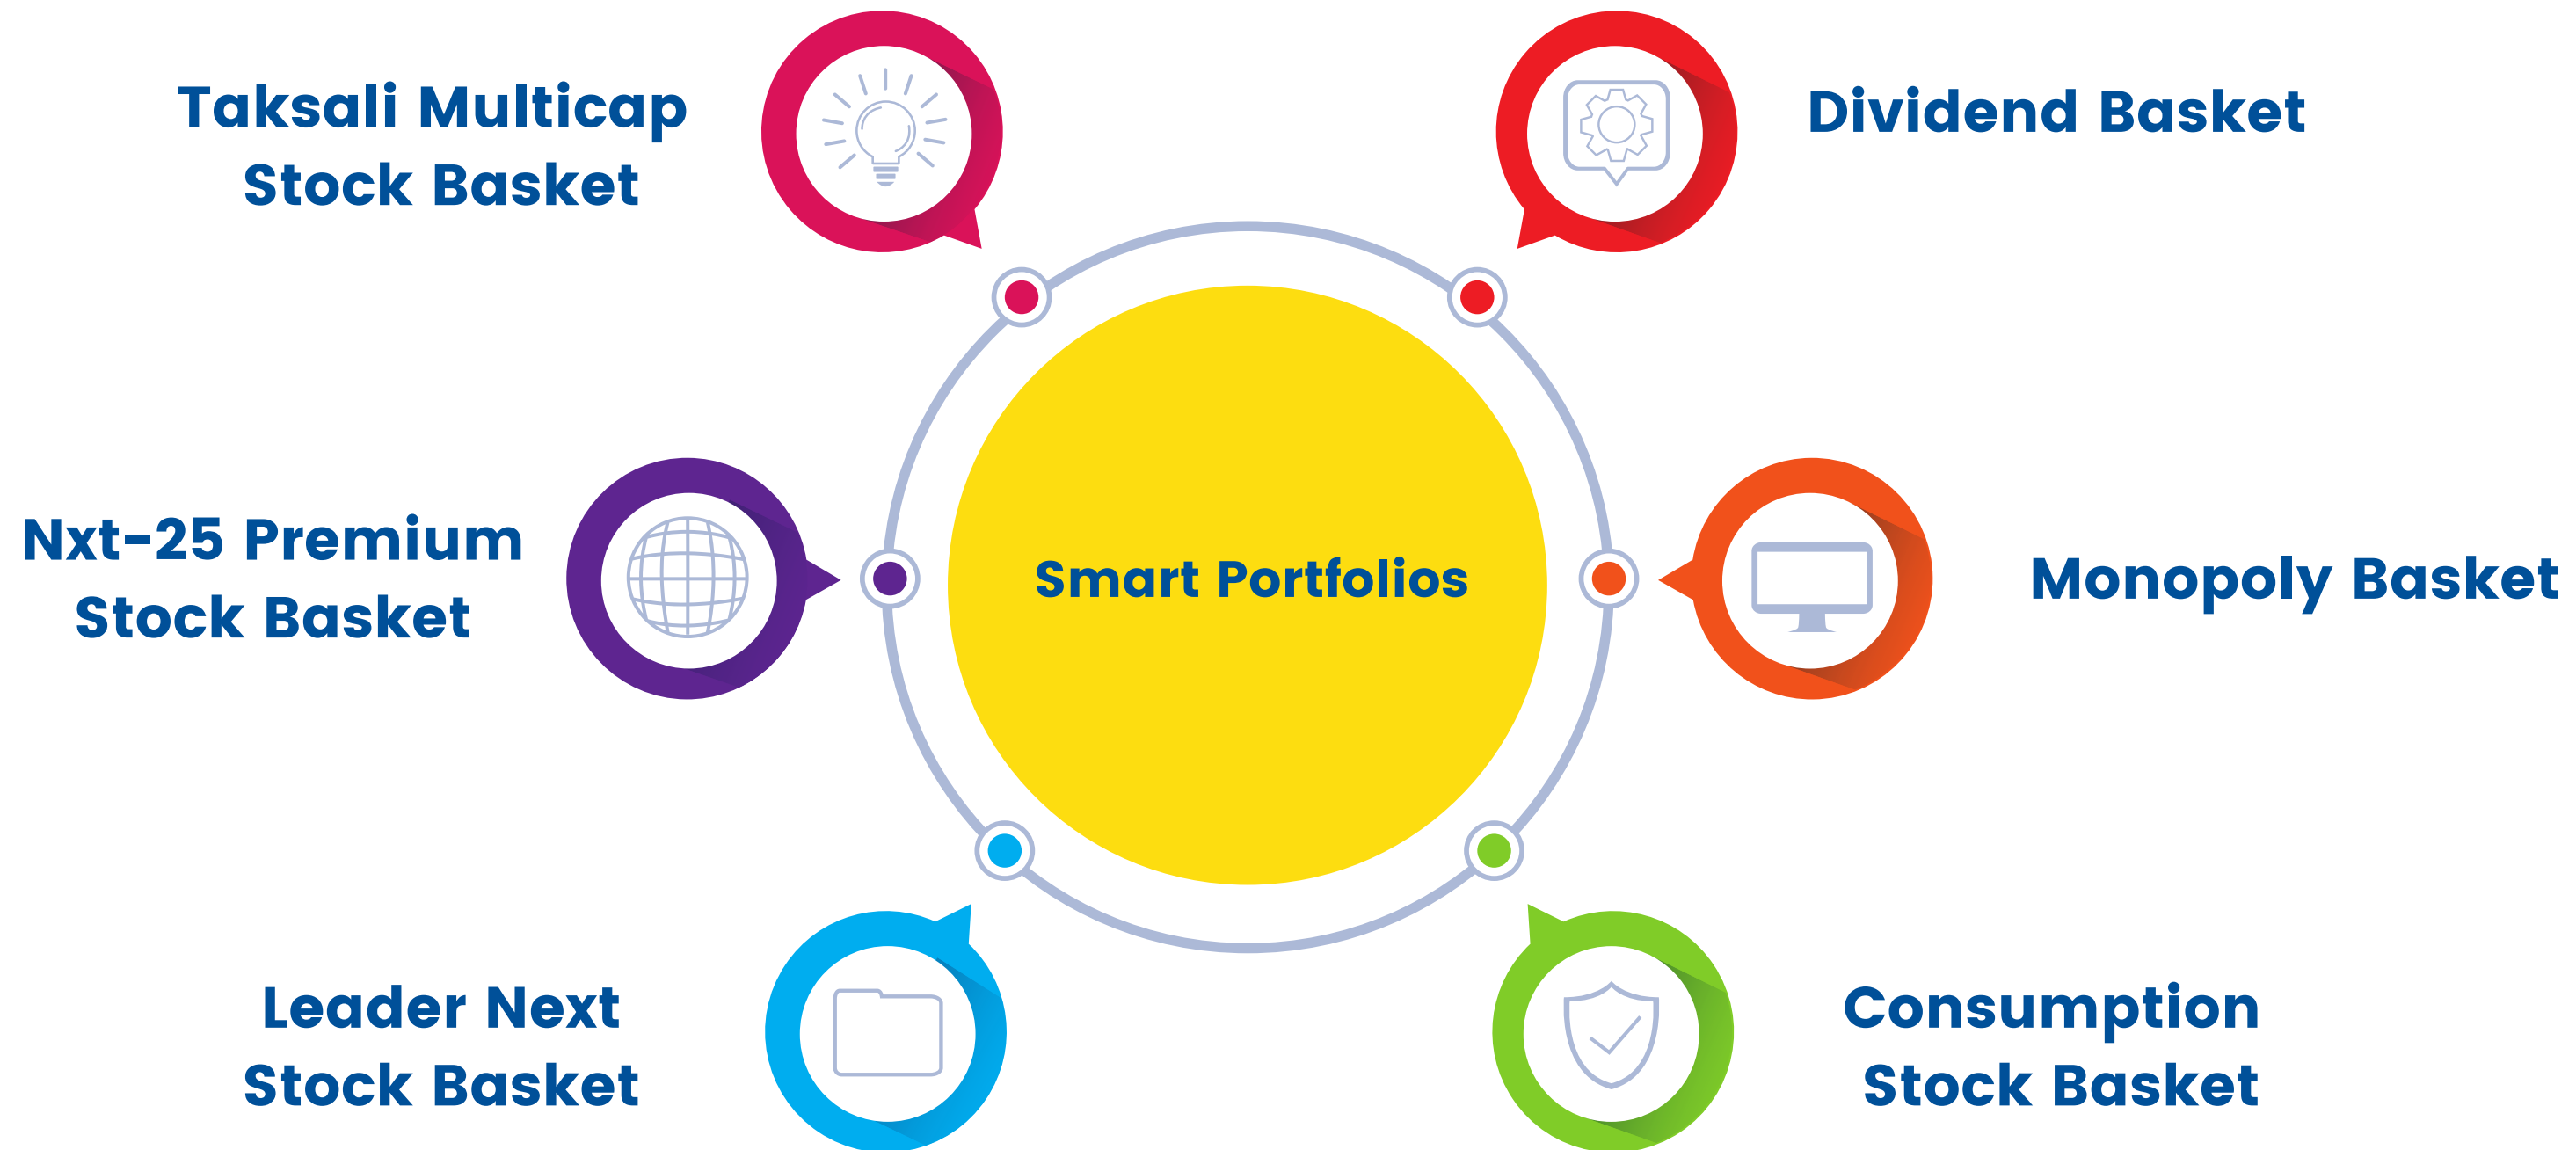 Taksali Multicap
Stock Basket
Dividend Basket
Nxt-25 Premium
Stock Basket
Smart Portfolios
Monopoly Basket
Leader Next
Stock Basket
Consumption
Stock Basket